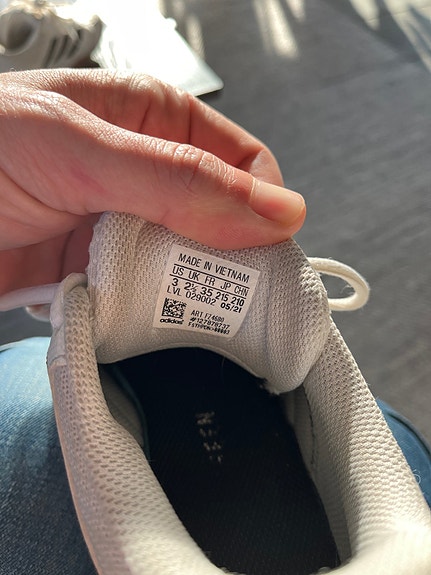 MADE IN VIETNAM
US UK FR JP CHN
3 2½ 35 215 210
LVL 029002 05/21
ART FZ4680
#127878737
adidas